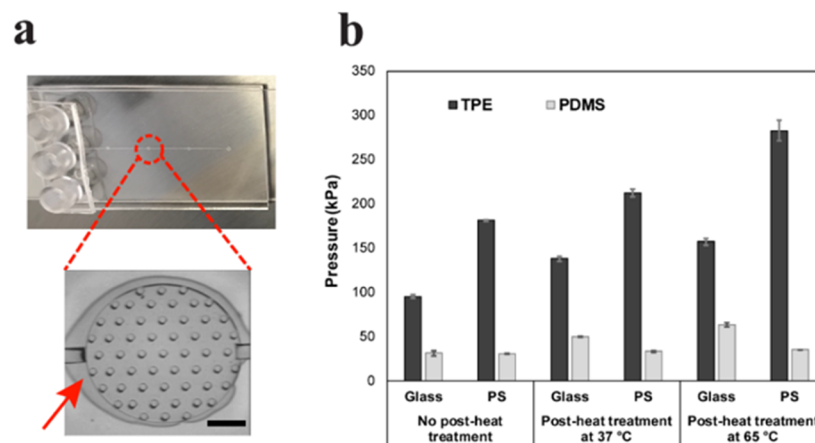 a
b
350
300
250
200
150
100
50
0
Pressure (kPa)
TPE
PDMS
Glass
PS
Glass
PS
Glass
PS
No post-heat
treatment
Post-heat treatment
at 37 °C
Post-heat treatment
at 65 °C